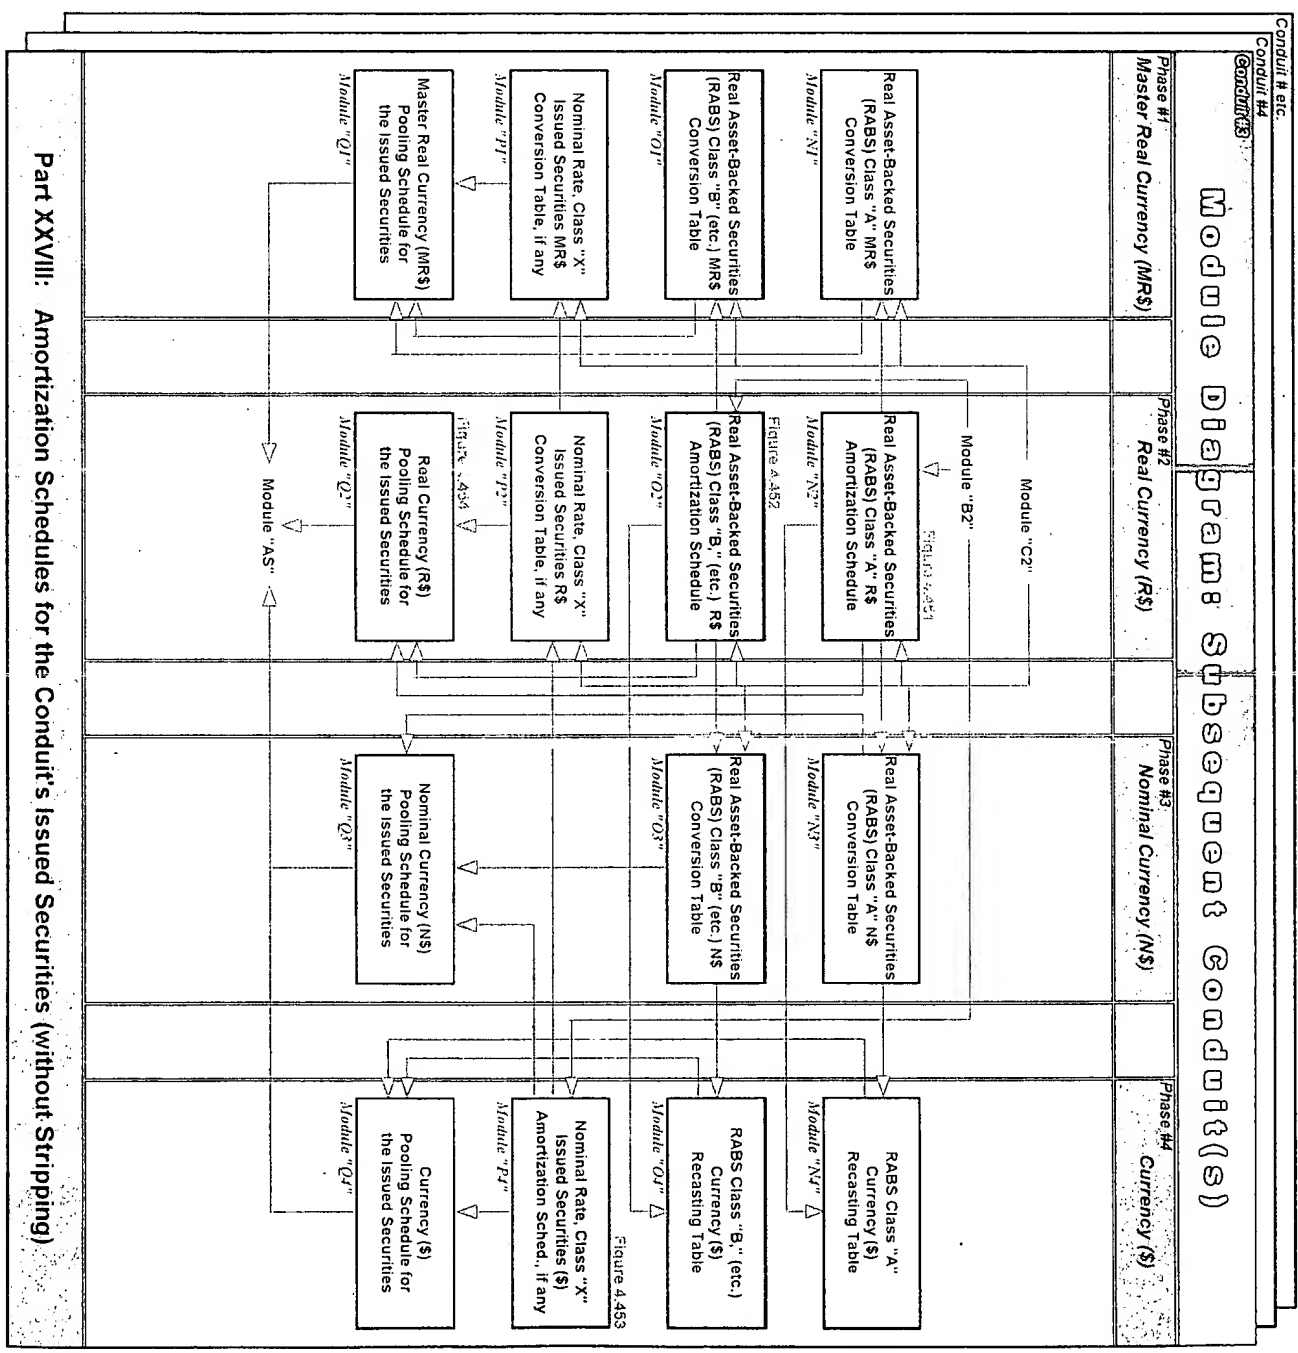 Conduit # etc.
Conduit #4
Conduit #3
Module Diagrams: Subsequent Conduit(s)
Phase #1
Master Real Currency (MR$)
Phase #2
Real Currency (R$)
Phase #3
Nominal Currency (N$)
Phase #4
Currency ($)
Module "C2"
Module "B2"
Figure 4.451
Real Asset-Backed Securities
(RABS) Class "A" MR$
Conversion Table
Module "N1"
Real Asset-Backed Securities
(RABS) Class "A" R$
Amortization Schedule
Module "N2"
Real Asset-Backed Securities
(RABS) Class "A" N$
Conversion Table
Module "N3"
RABS Class "A"
Currency ($)
Recasting Table
Module "N4"
Figure 4.452
Real Asset-Backed Securities
(RABS) Class "B" (etc.) MR$
Conversion Table
Module "O1"
Real Asset-Backed Securities
(RABS) Class "B," (etc.) R$
Amortization Schedule
Module "O2"
Real Asset-Backed Securities
(RABS) Class "B" (etc.) N$
Conversion Table
Module "O3"
RABS Class "B," (etc.)
Currency ($)
Recasting Table
Module "O4"
Figure 4.453
Nominal Rate, Class "X"
Issued Securities MR$
Conversion Table, if any
Module "P1"
Nominal Rate, Class "X"
Issued Securities R$
Conversion Table, if any
Module "P2"
Nominal Rate, Class "X"
Issued Securities ($)
Amortization Sched., if any
Module "P4"
Figure 4.454
Master Real Currency (MR$)
Pooling Schedule for
the Issued Securities
Module "Q1"
Real Currency (R$)
Pooling Schedule for
the Issued Securities
Module "Q2"
Nominal Currency (N$)
Pooling Schedule for
the Issued Securities
Module "Q3"
Currency ($)
Pooling Schedule for
the Issued Securities
Module "Q4"
Module "AS"
Part XXVIII: Amortization Schedules for the Conduit's Issued Securities (without Stripping)